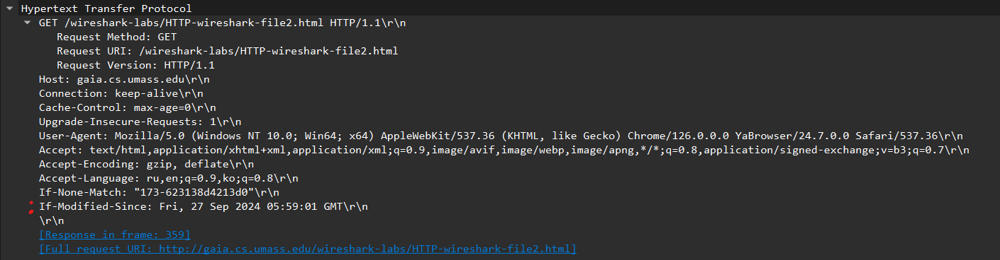 Hypertext Transfer Protocol
GET /wireshark-labs/HTTP-wireshark-file2.html HTTP/1.1\r\n
Request Method: GET
Request URI: /wireshark-labs/HTTP-wireshark-file2.html
Request Version: HTTP/1.1
Host: gaia.cs.umass.edu\r\n
Connection: keep-alive\r\n
Cache-Control: max-age=0\r\n
Upgrade-Insecure-Requests: 1\r\n
User-Agent: Mozilla/5.0 (Windows NT 10.0; Win64; x64) AppleWebKit/537.36 (KHTML, like Gecko) Chrome/126.0.0.0 YaBrowser/24.7.0.0 Safari/537.36\r\n
Accept: text/html,application/xhtml+xml,application/xml;q=0.9,image/avif,image/webp,image/apng,*/*;q=0.8,application/signed-exchange;v=b3;q=0.7\r\n
Accept-Encoding: gzip, deflate\r\n
Accept-Language: ru,en;q=0.9,ko;q=0.8\r\n
If-None-Match: "173-623138d4213d0"\r\n
If-Modified-Since: Fri, 27 Sep 2024 05:59:01 GMT\r\n
\r\n
[Response in frame: 359]
[Full request URI: http://gaia.cs.umass.edu/wireshark-labs/HTTP-wireshark-file2.html]